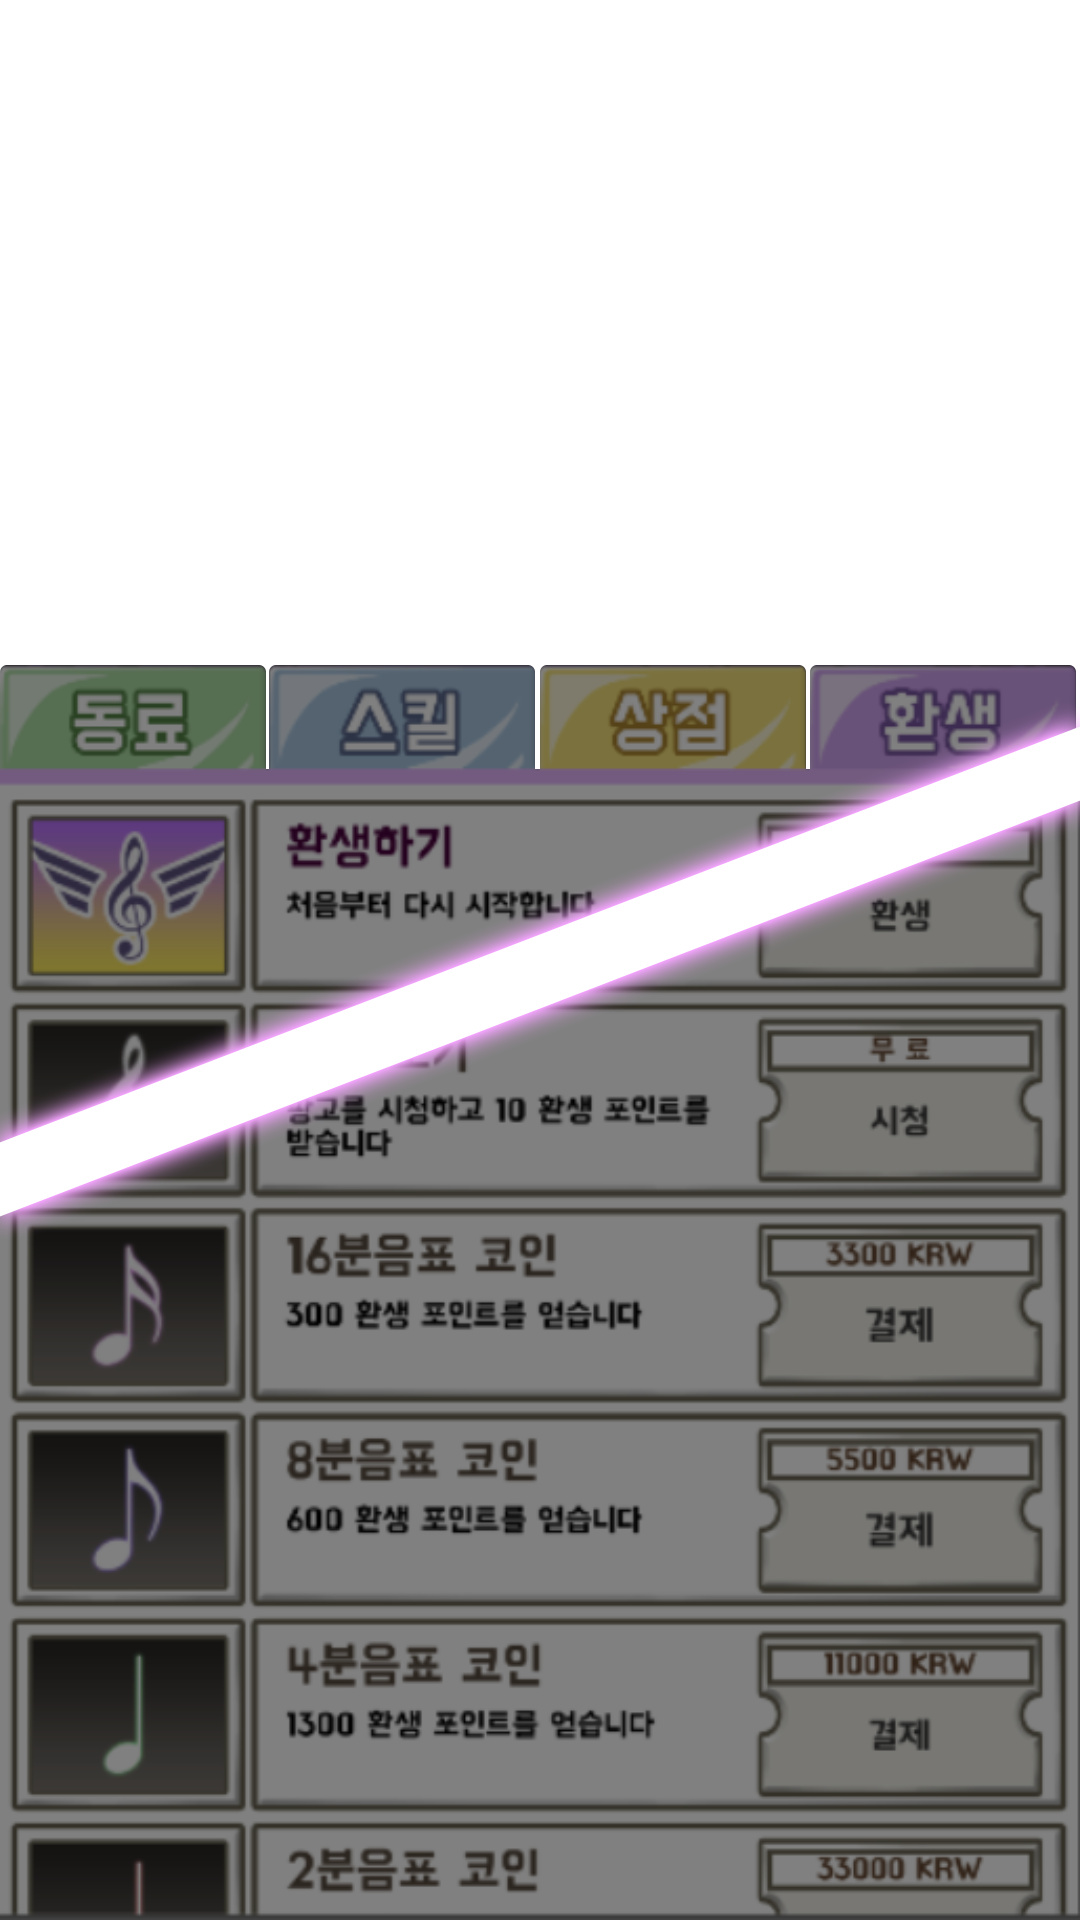 동료 스킬 상점 환생
환생하기
처음부터 다시 시작합니다
환생
무료
광고를 시청하고 10 환생 포인트를
받습니다
시청
16분음표 코인
300 환생 포인트를 얻습니다
3300 KRW
결제
8분음표 코인
600 환생 포인트를 얻습니다
5500 KRW
결제
4분음표 코인
1300 환생 포인트를 얻습니다
11000 KRW
결제
2분음표 코인
33000 KRW